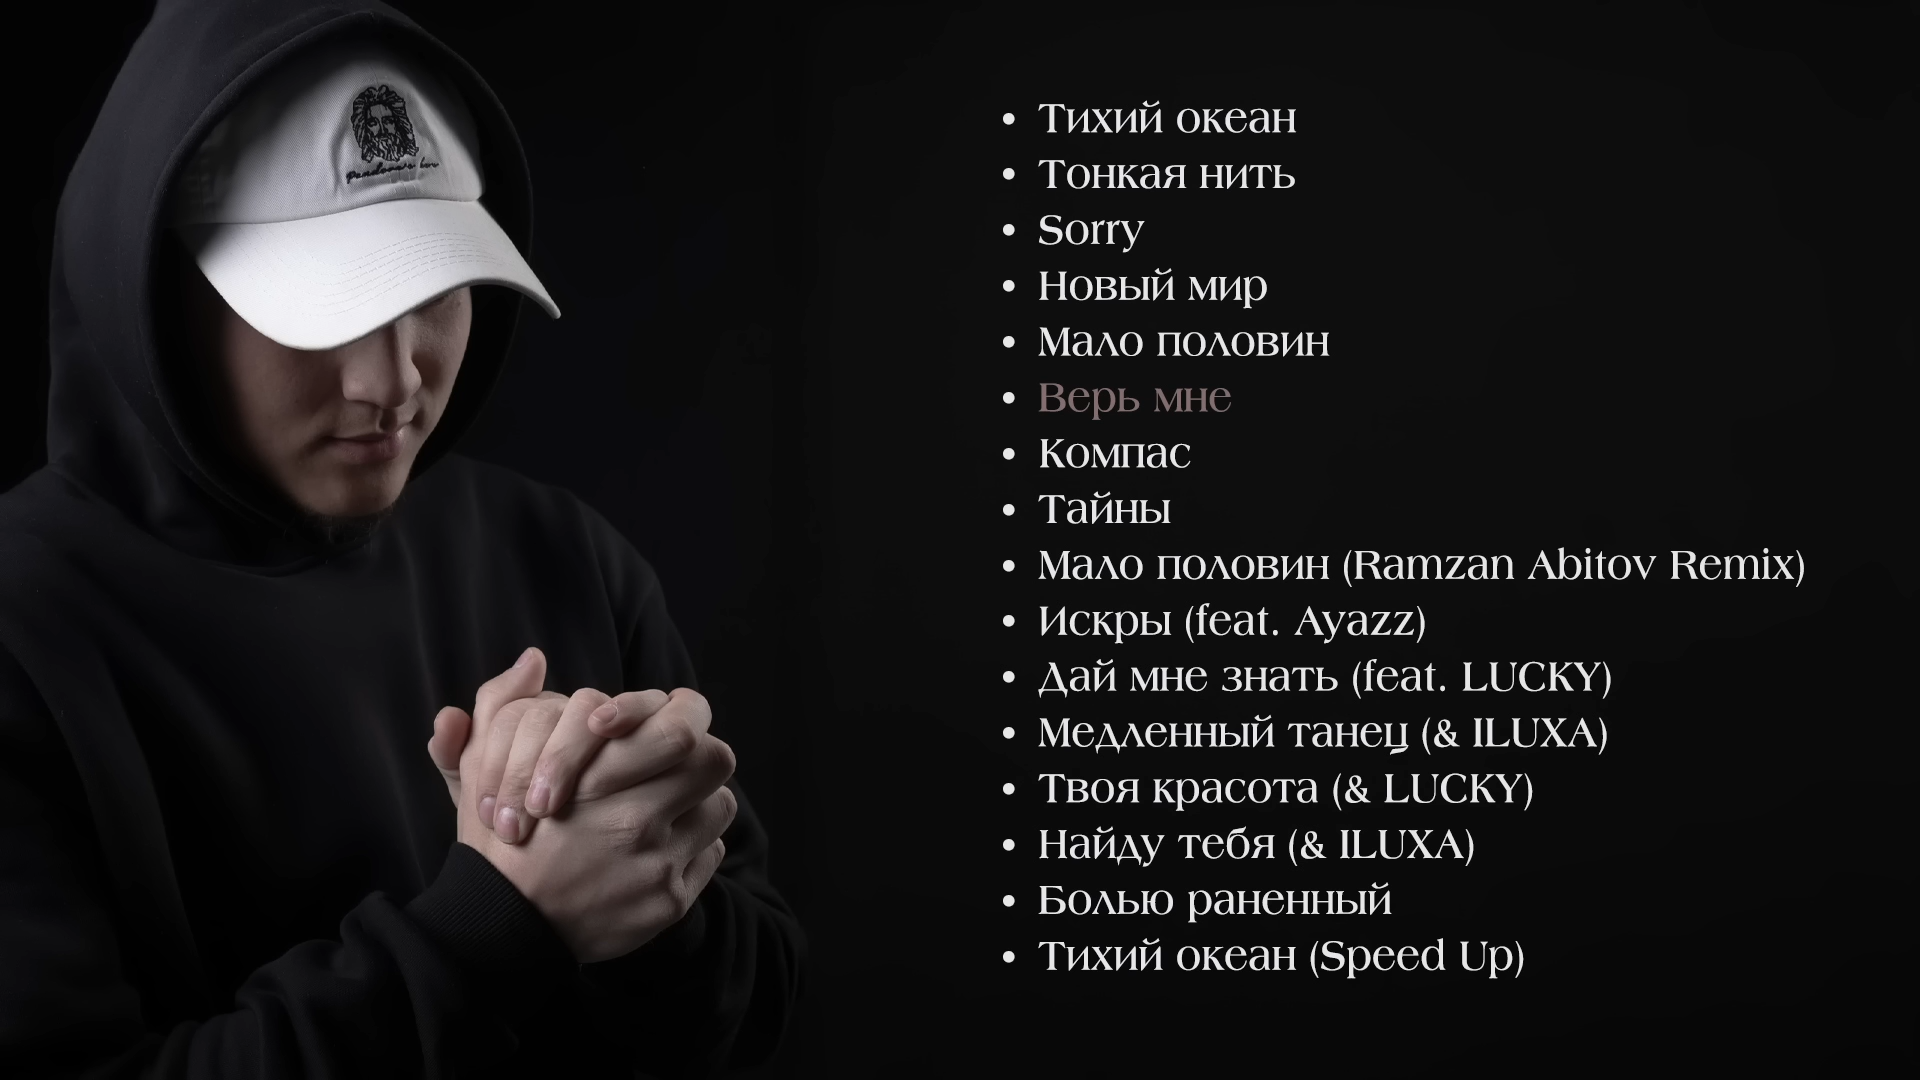 pandora's box
• Тихий океан
• Тонкая нить
• Sorry
• Новый мир
• Мало половин
• Верь мне
• Компас
• Тайны
• Мало половин (Ramzan Abitov Remix)
• Искры (feat. Ayazz)
• Дай мне знать (feat. LUCKY)
• Медленный танец (& ILUXA)
• Твоя красота (& LUCKY)
• Найду тебя (& ILUXA)
• Болью раненный
• Тихий океан (Speed Up)